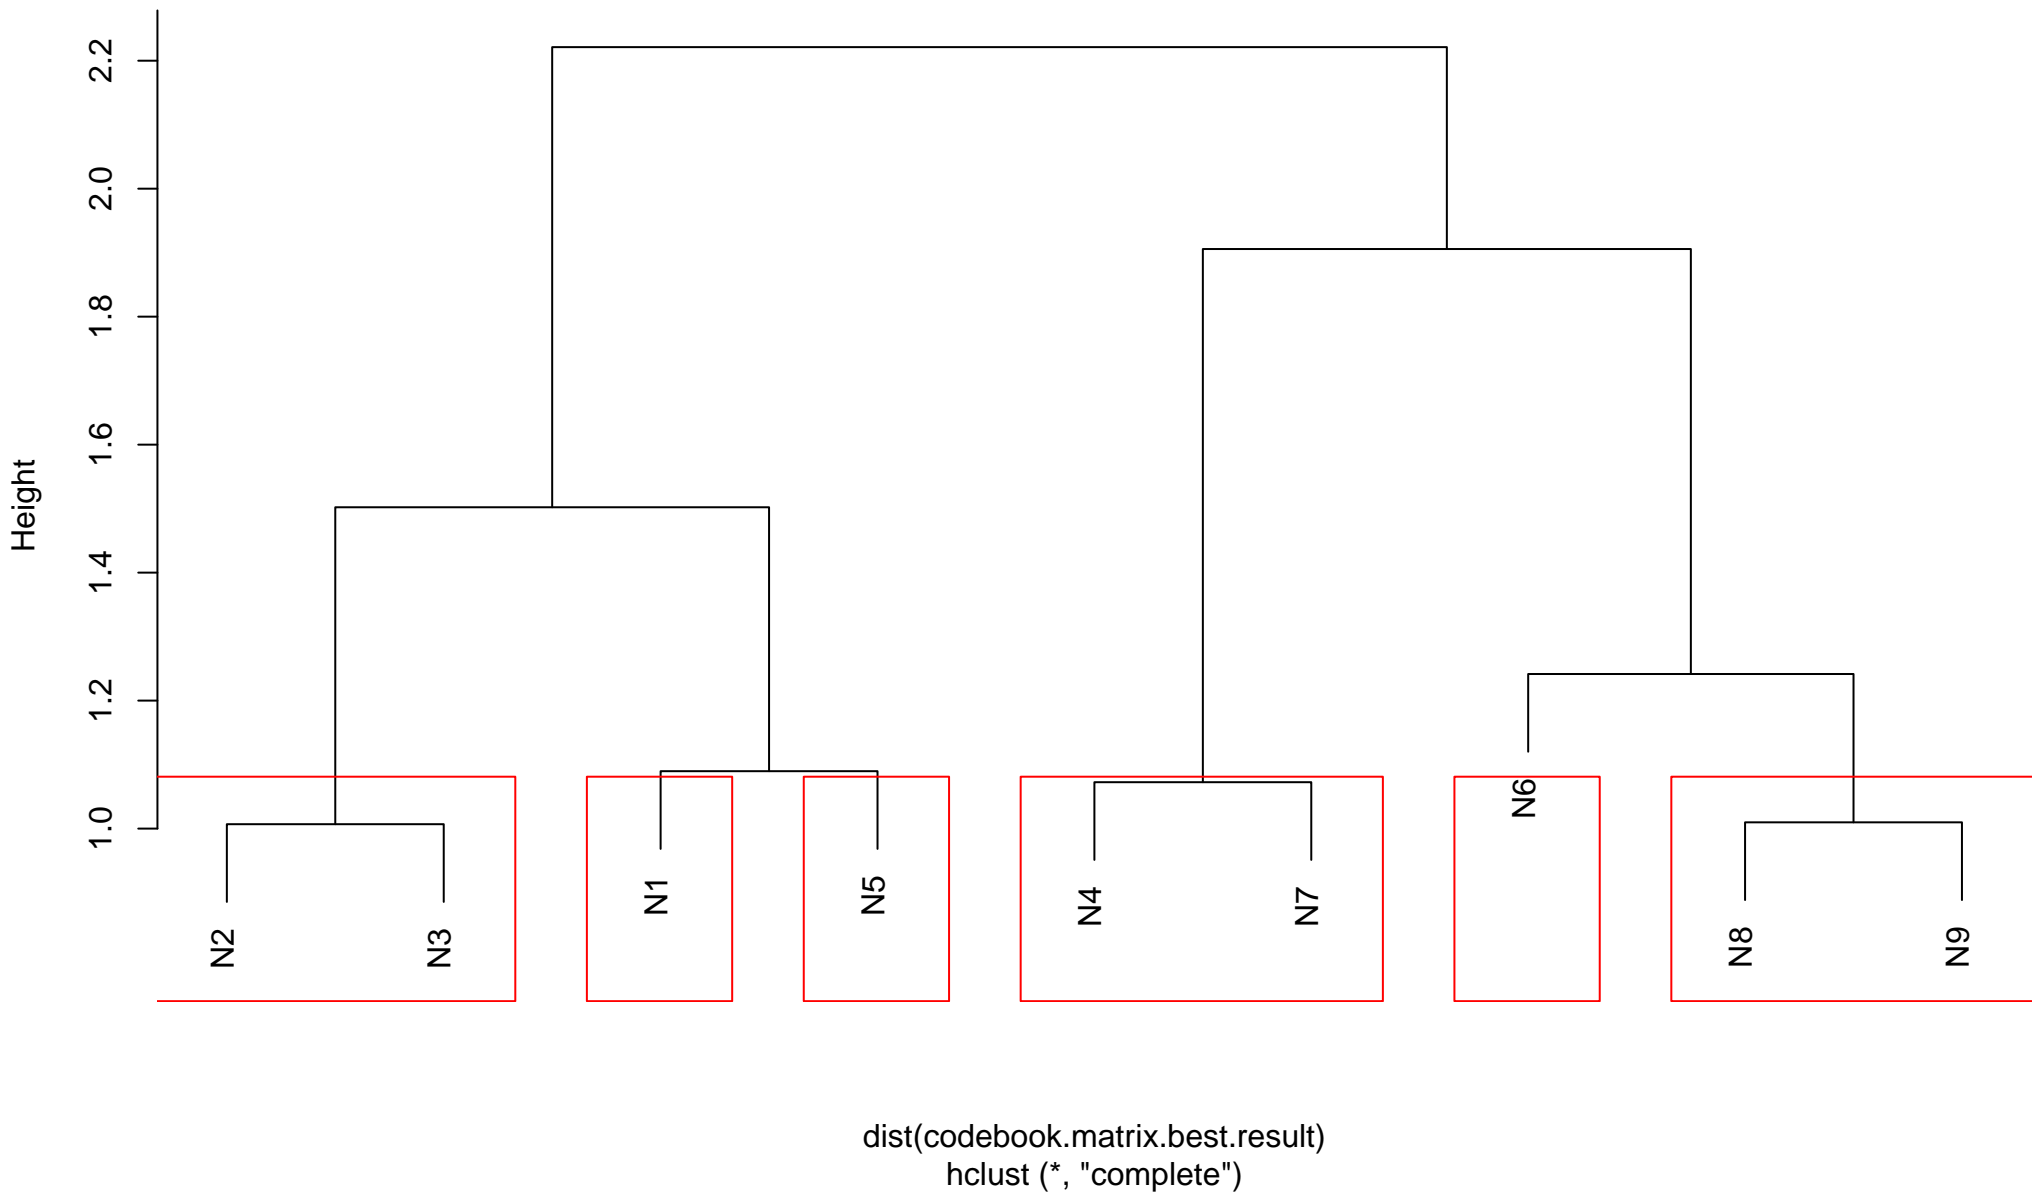 Height
2.2
2.0
1.8
1.6
1.4
1.2
1.0
N2
N3
N1
N5
N4
N7
N6
N8
N9
dist(codebook.matrix.best.result)
hclust (*, "complete")